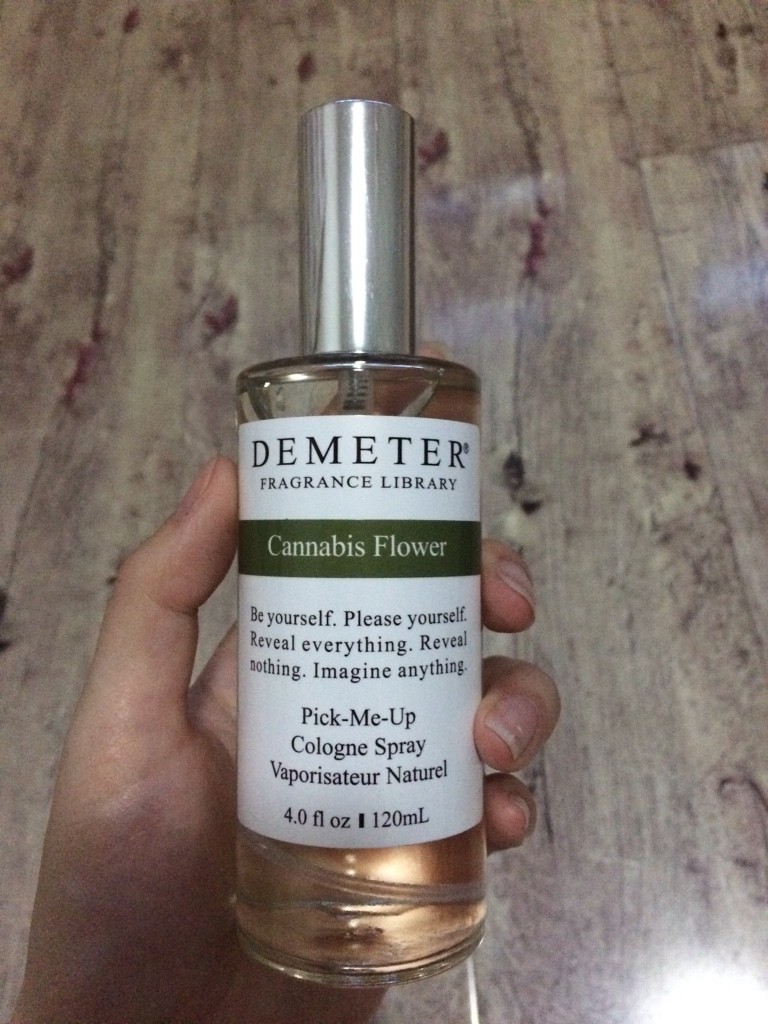 DEMETER®
FRAGRANCE LIBRARY
Cannabis Flower
Be yourself. Please yourself.
Reveal everything. Reveal
nothing. Imagine anything.
Pick-Me-Up
Cologne Spray
Vaporisateur Naturel
4.0 fl oz ▮ 120mL